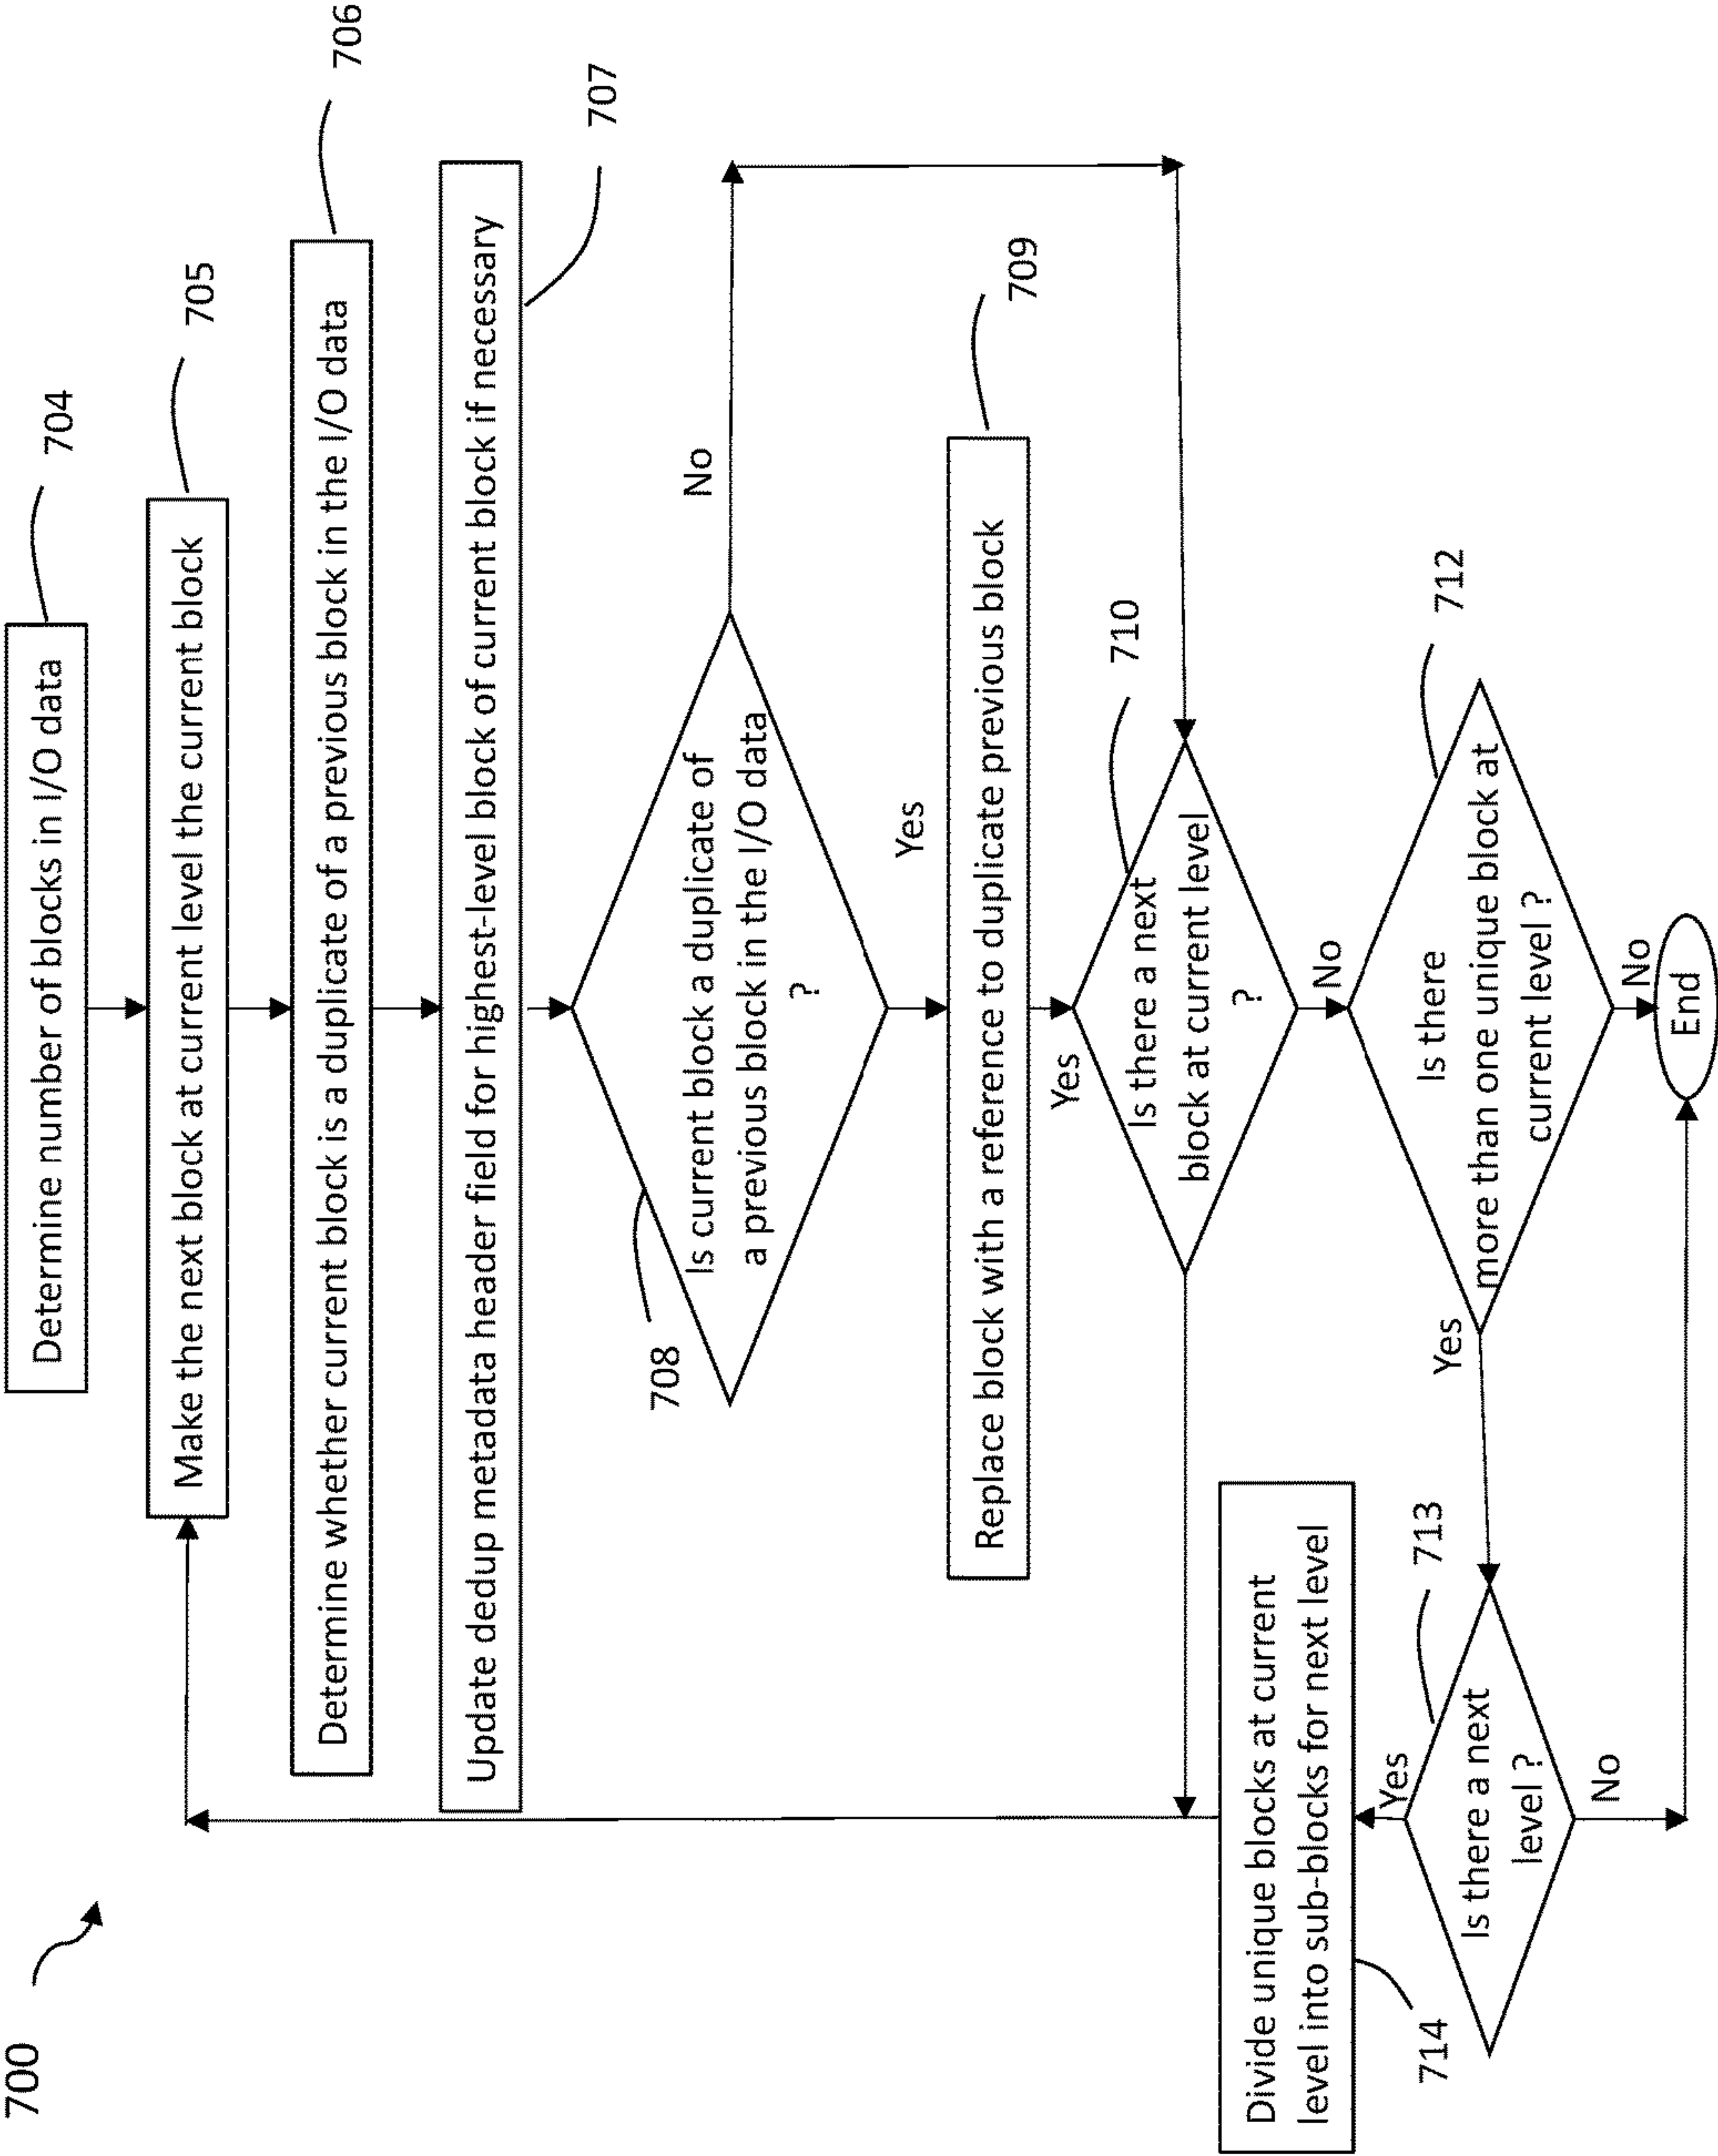 700
Determine number of blocks in I/O data
704
Make the next block at current level the current block
705
Determine whether current block is a duplicate of a previous block in the I/O data
706
Update dedup metadata header field for highest-level block of current block if necessary
707
Is current block a duplicate of
a previous block in the I/O data
?
708
No
Yes
Replace block with a reference to duplicate previous block
709
Yes
Is there a next
block at current level
?
710
No
Is there
more than one unique block at
current level ?
712
Yes
No
End
Divide unique blocks at current
level into sub-blocks for next level
714
Yes
Is there a next
level ?
713
No